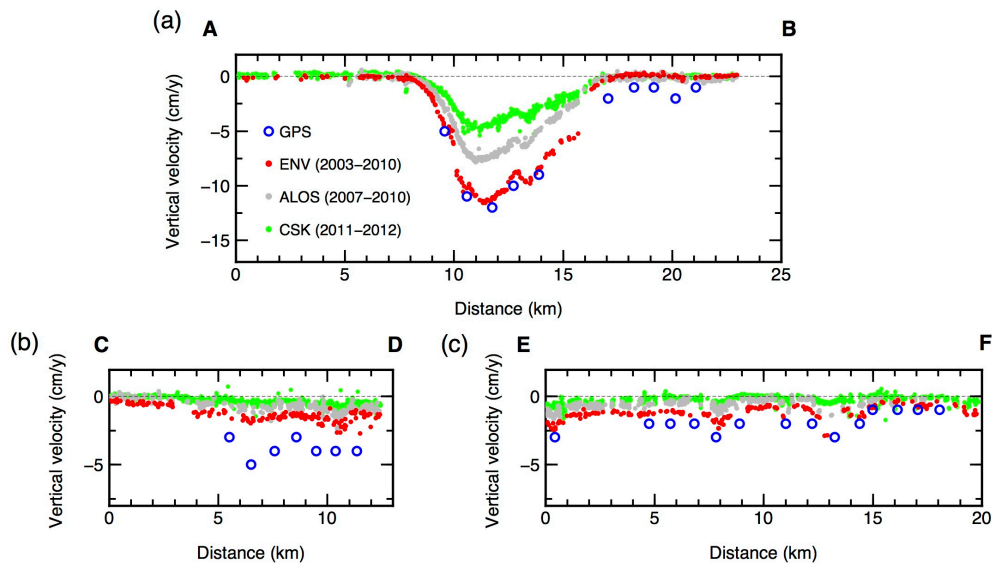 (a) A B
Vertical velocity (cm/y)
0
−5
−10
−15
GPS
ENV (2003−2010)
ALOS (2007−2010)
CSK (2011−2012)
0 5 10 15 20 25
Distance (km)
(b) C D
Vertical velocity (cm/y)
0
−5
0 5 10
Distance (km)
(c) E F
Vertical velocity (cm/y)
0
−5
0 5 10 15 20
Distance (km)